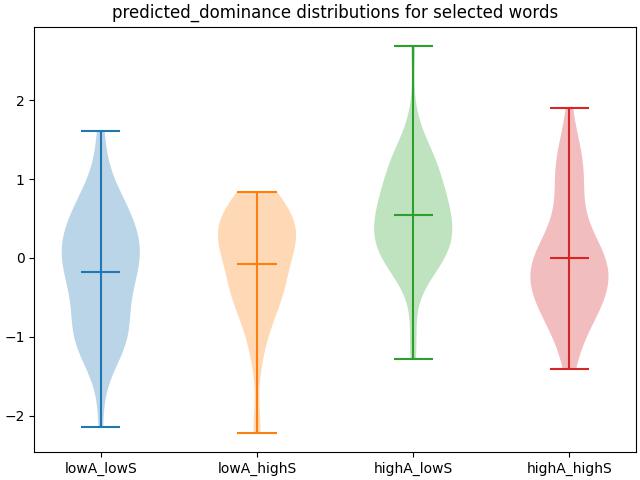 predicted_dominance distributions for selected words
2
1
0
−1
−2
lowA_lowS lowA_highS highA_lowS highA_highS